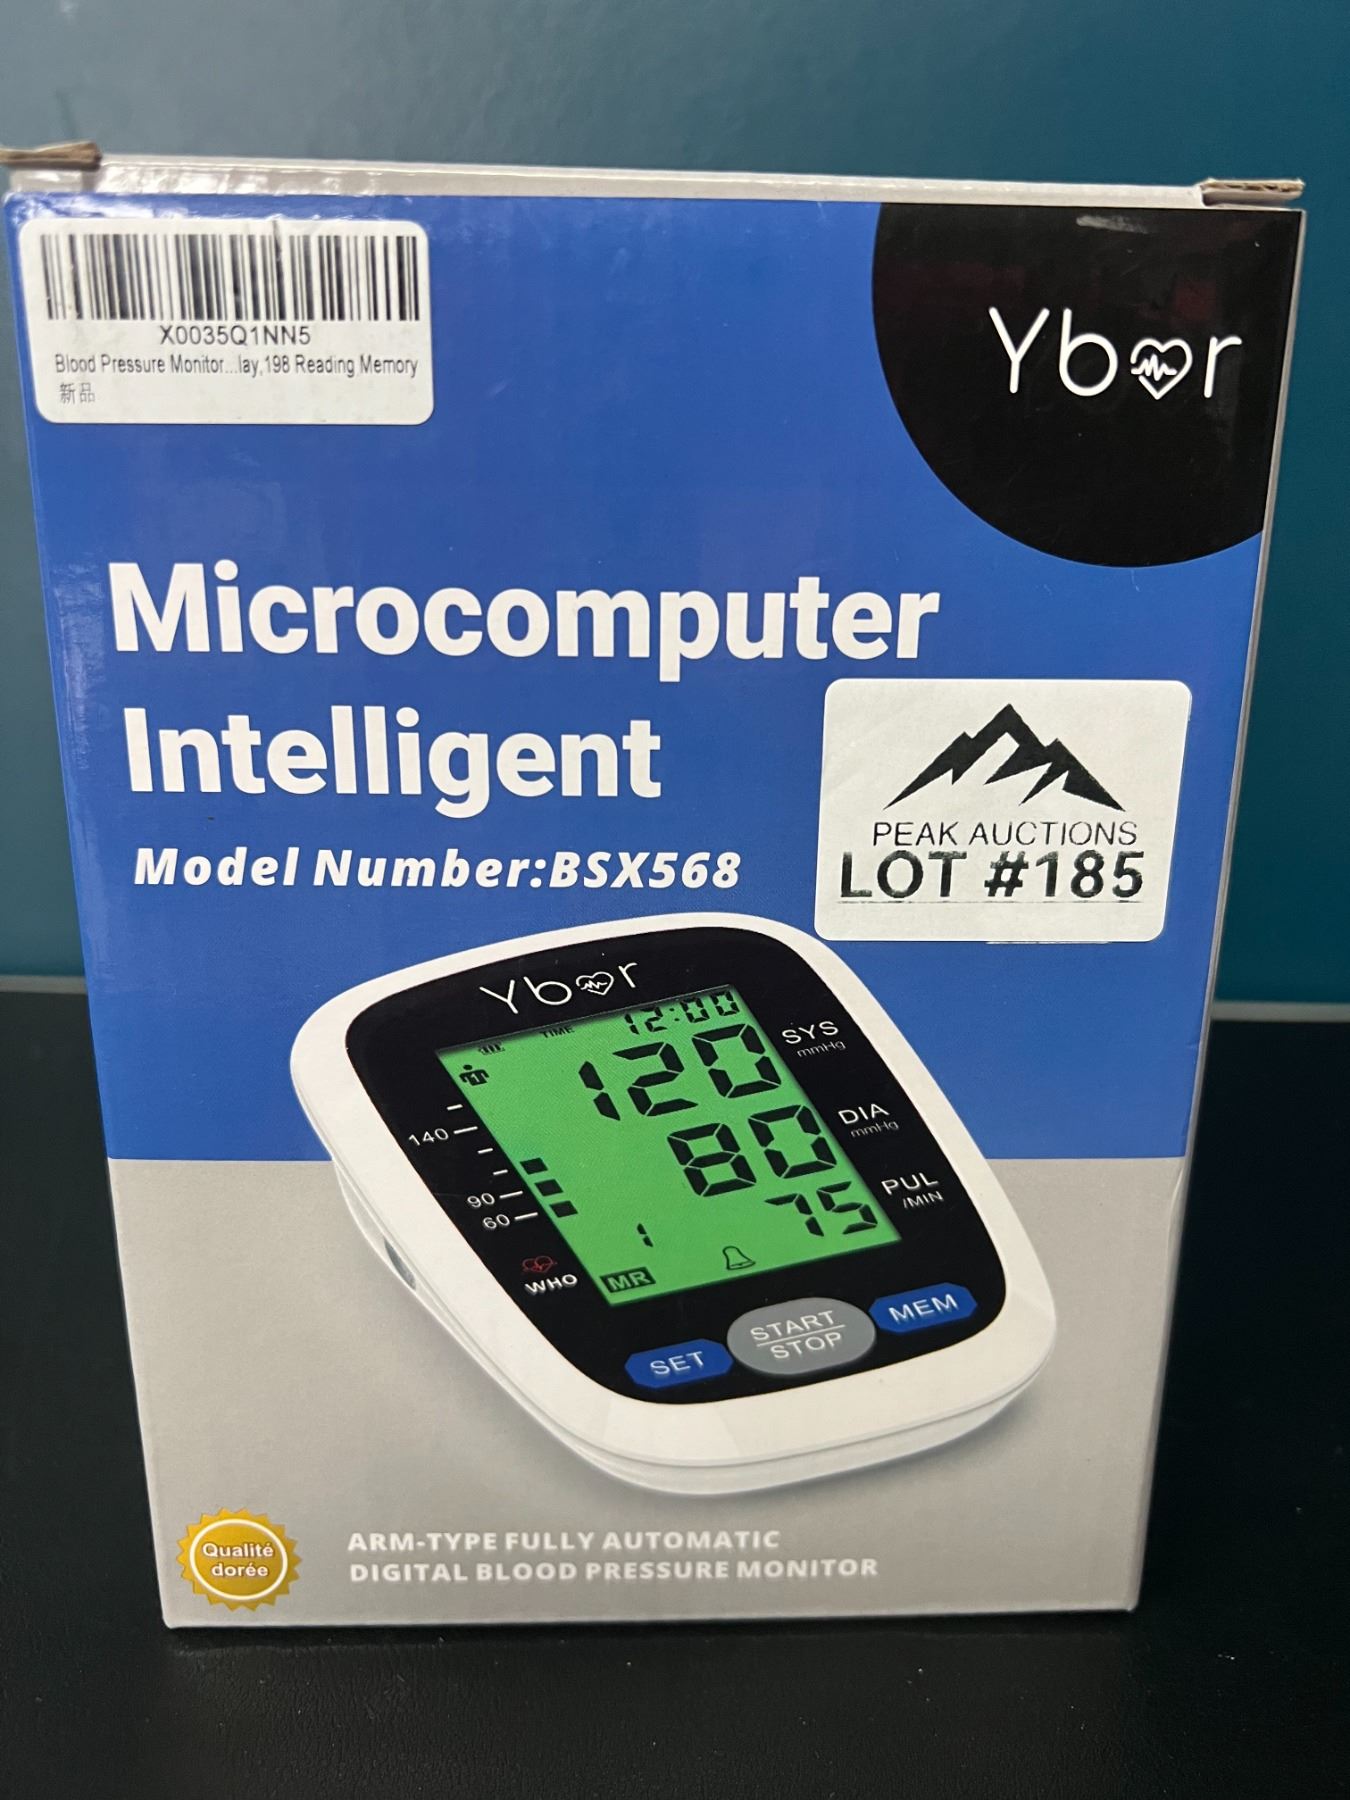 X0035Q1NN5
Blood Pressure Monitor...lay,198 Reading Memory
新品
Ybor
Microcomputer
Intelligent
Model Number:BSX568
PEAK AUCTIONS
LOT #185
Ybor
TIME 12:00
120 SYS
mmHg
140
80 DIA
mmHg
90
60
75 PUL
/MIN
1
WHO
MR
SET
START
STOP
MEM
Qualité
dorée
ARM-TYPE FULLY AUTOMATIC
DIGITAL BLOOD PRESSURE MONITOR